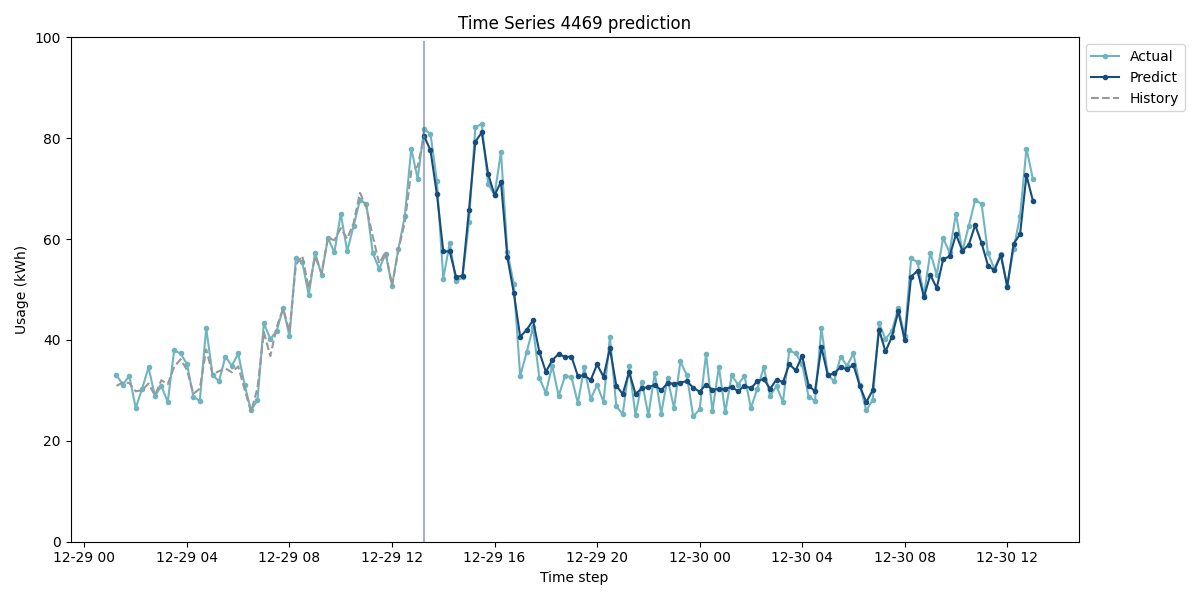 Time Series 4469 prediction
Usage (kWh)
100
80
60
40
20
0
12-29 00
12-29 04
12-29 08
12-29 12
12-29 16
12-29 20
12-30 00
12-30 04
12-30 08
12-30 12
Time step
Actual
Predict
History